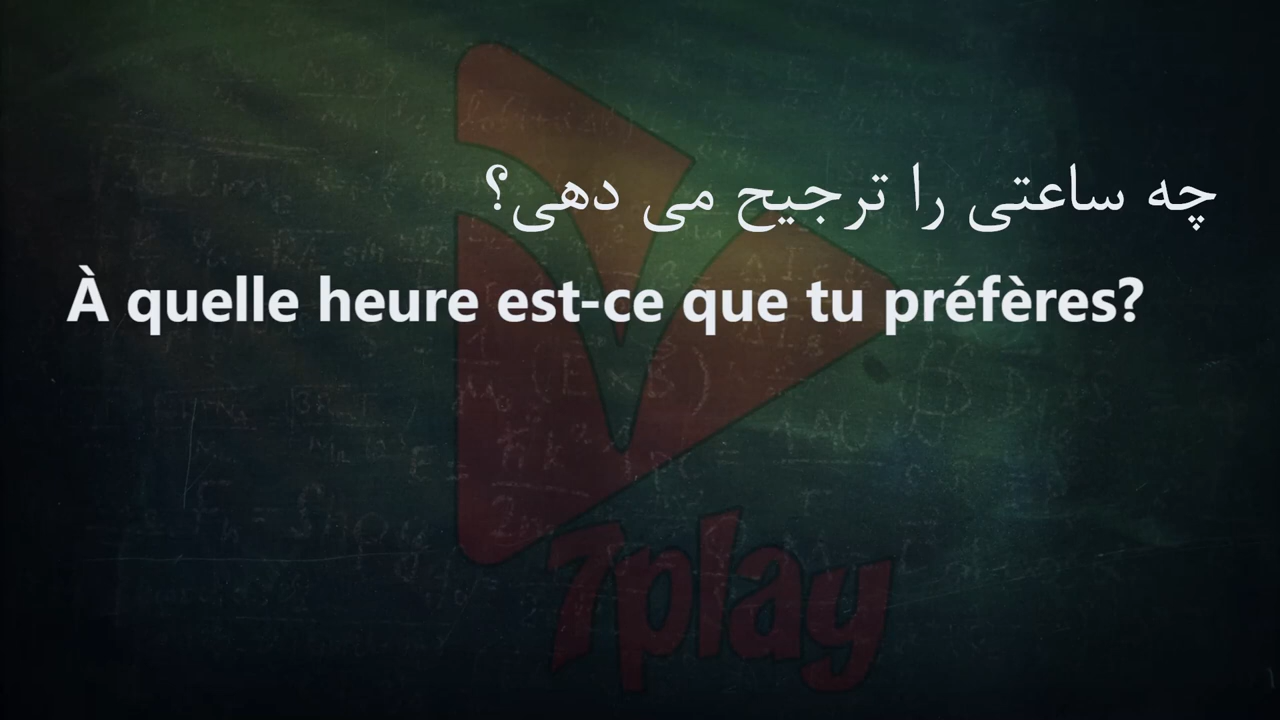 چه ساعتی را ترجیح می دهی؟
À quelle heure est-ce que tu préfères?
7play